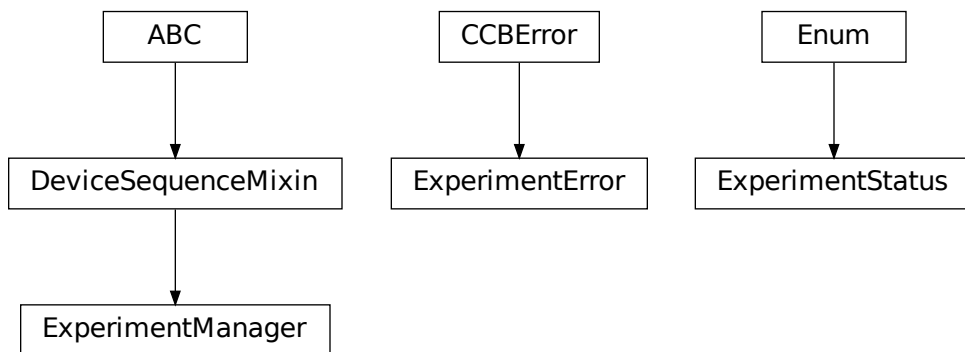 ABC
CCBError
Enum
DeviceSequenceMixin
ExperimentError
ExperimentStatus
ExperimentManager